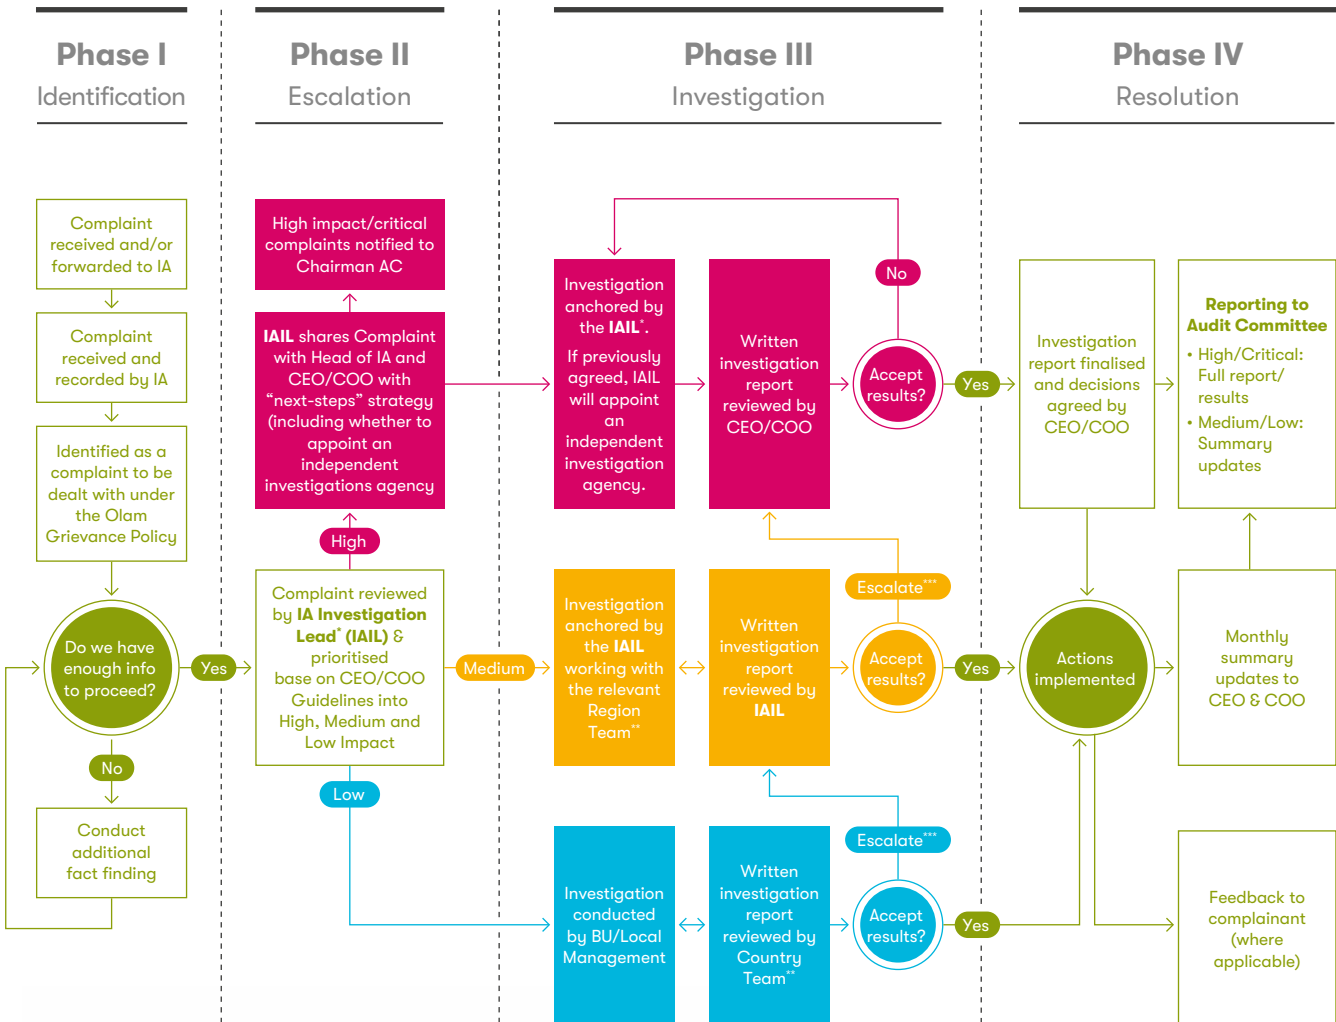 Phase I
Identification
Phase II
Escalation
Phase III
Investigation
Phase IV
Resolution
Complaint
received and/or
forwarded to IA
Complaint
received and
recorded by IA
Identified as a
complaint to be
dealt with under
the Olam
Grievance Policy
Do we have
enough info
to proceed?
Yes
No
Conduct
additional
fact finding
High impact/critical
complaints notified to
Chairman AC
IAIL shares Complaint
with Head of IA and
CEO/COO with
“next-steps” strategy
(including whether to
appoint an
independent
investigations agency
High
Complaint reviewed
by IA Investigation
Lead* (IAIL) &
prioritised
base on CEO/COO
Guidelines into
High, Medium and
Low Impact
Medium
Low
Investigation
anchored by
the IAIL*.
If previously
agreed, IAIL
will appoint
an
independent
investigation
agency.
Written
investigation
report
reviewed by
CEO/COO
No
Accept
results?
Yes
Investigation
anchored by
the IAIL
working with
the relevant
Region
Team**
Written
investigation
report
reviewed by
IAIL
Escalate***
Accept
results?
Yes
Investigation
conducted
by BU/Local
Management
Written
investigation
report
reviewed by
Country
Team**
Escalate***
Accept
results?
Yes
Investigation
report finalised
and decisions
agreed by
CEO/COO
Reporting to
Audit Committee
• High/Critical:
Full report/
results
• Medium/Low:
Summary
updates
Actions
implemented
Monthly
summary
updates to
CEO & COO
Feedback to
complainant
(where
applicable)